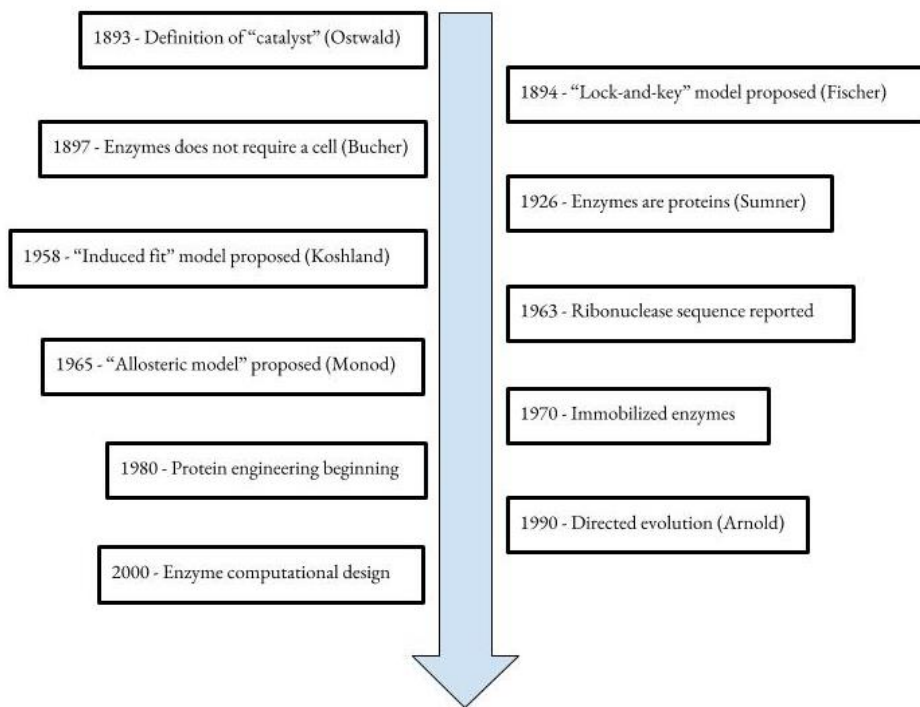 1893 - Definition of “catalyst” (Ostwald)
1894 - “Lock-and-key” model proposed (Fischer)
1897 - Enzymes does not require a cell (Bucher)
1926 - Enzymes are proteins (Sumner)
1958 - “Induced fit” model proposed (Koshland)
1963 - Ribonuclease sequence reported
1965 - “Allosteric model” proposed (Monod)
1970 - Immobilized enzymes
1980 - Protein engineering beginning
1990 - Directed evolution (Arnold)
2000 - Enzyme computational design